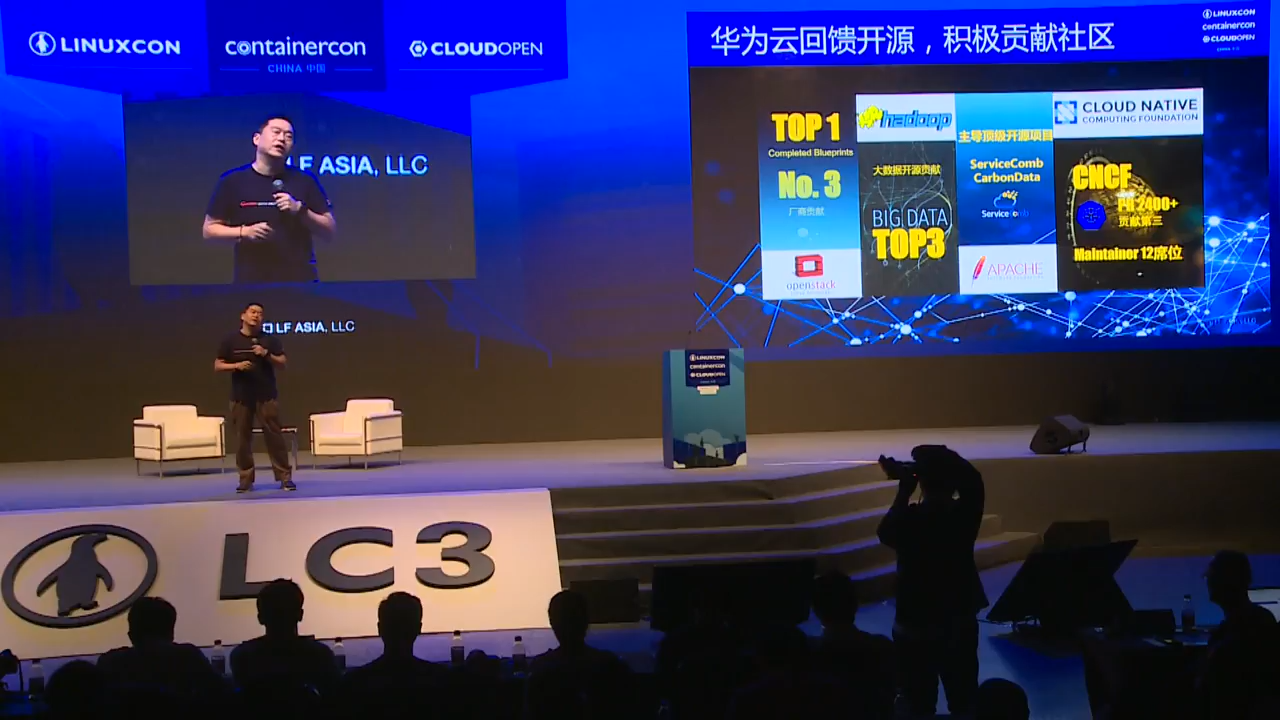 LINUXCON
containercon
CHINA 中国
CLOUDOPEN
LF ASIA, LLC
LF ASIA, LLC
华为云回馈开源，积极贡献社区
LINUXCON
containercon
CLOUDOPEN
TOP 1
Completed Blueprints
No. 3
厂商贡献
openstack
hadoop
大数据开源贡献
BIG DATA
TOP3
主导顶级开源项目
ServiceComb
CarbonData
ServiceComb
APACHE
CLOUD NATIVE
COMPUTING FOUNDATION
CNCF
PR 2400+
贡献第三
Maintainer 12席位
LINUXCON
containercon
CLOUDOPEN
LC3